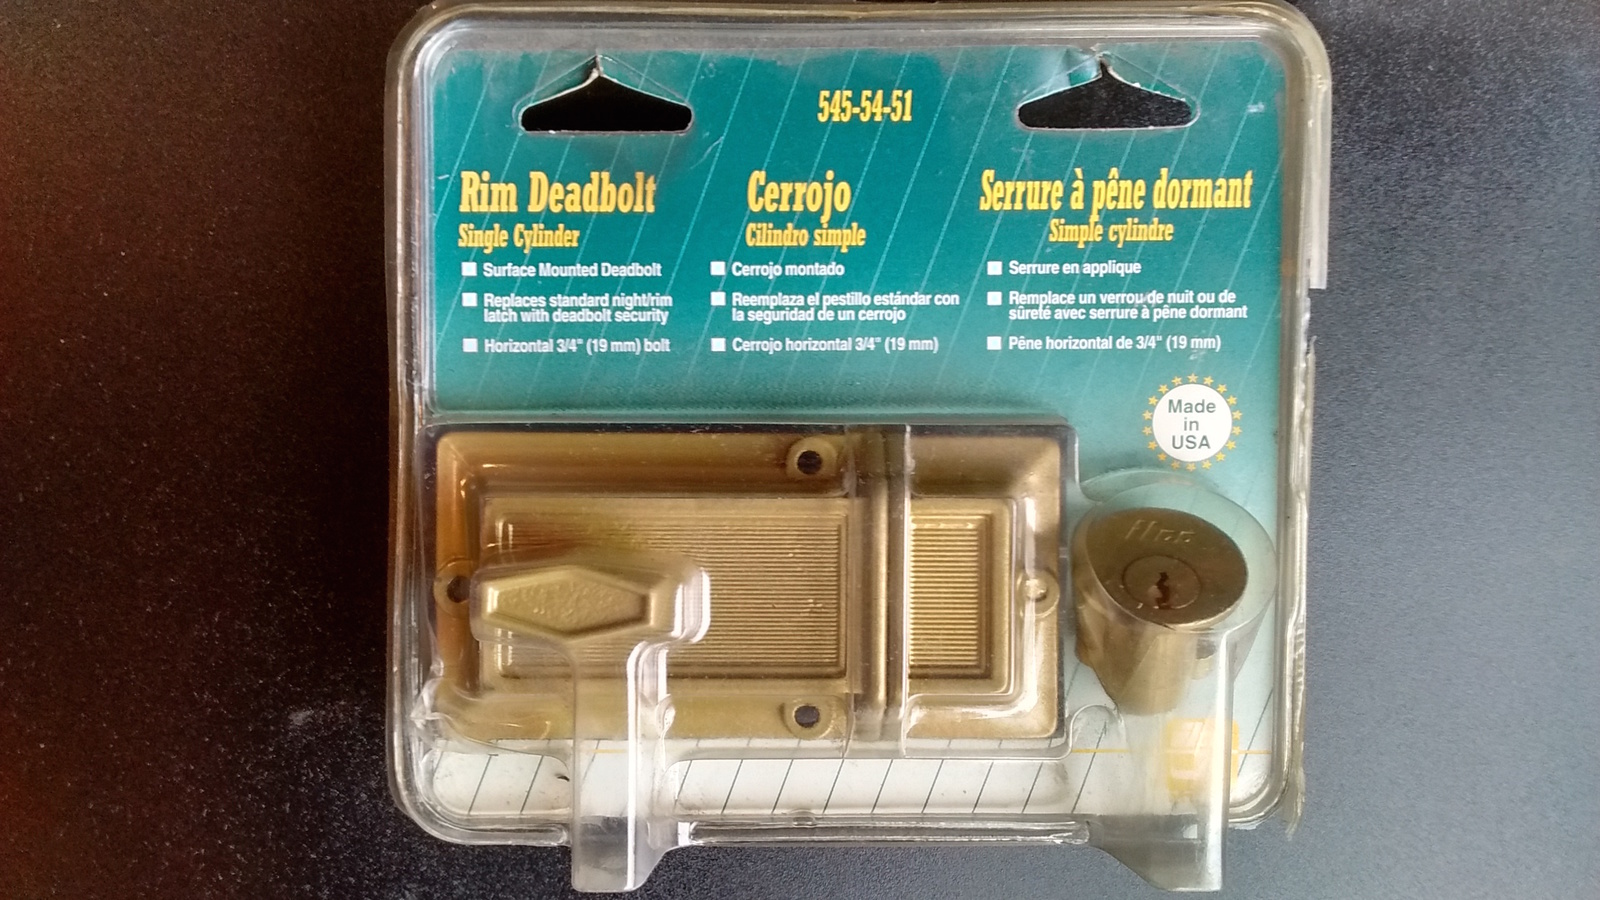 545-54-51
Rim Deadbolt
Single Cylinder
Surface Mounted Deadbolt
Replaces standard night/rim
latch with deadbolt security
Horizontal 3/4" (19 mm) bolt
Cerrojo
Cilindro simple
Cerrojo montado
Reemplaza el pestillo estándar con
la seguridad de un cerrojo
Cerrojo horizontal 3/4" (19 mm)
Serrure à pêne dormant
Simple cylindre
Serrure en applique
Remplace un verrou de nuit ou de
sûreté avec serrure à pêne dormant
Pêne horizontal de 3/4" (19 mm)
Made
in
USA